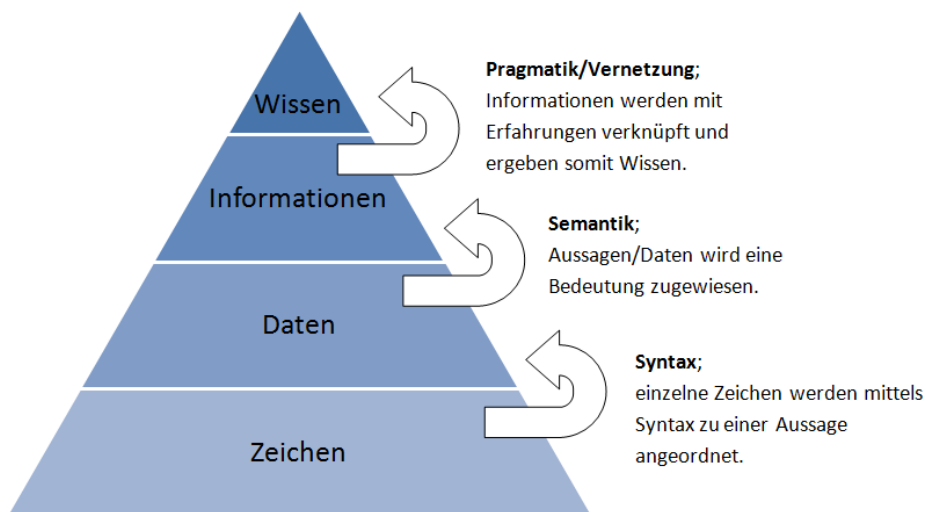 Wissen
Pragmatik/Vernetzung;
Informationen werden mit
Erfahrungen verknüpft und
ergeben somit Wissen.
Informationen
Semantik;
Aussagen/Daten wird eine
Bedeutung zugewiesen.
Daten
Syntax;
einzelne Zeichen werden mittels
Syntax zu einer Aussage
angeordnet.
Zeichen